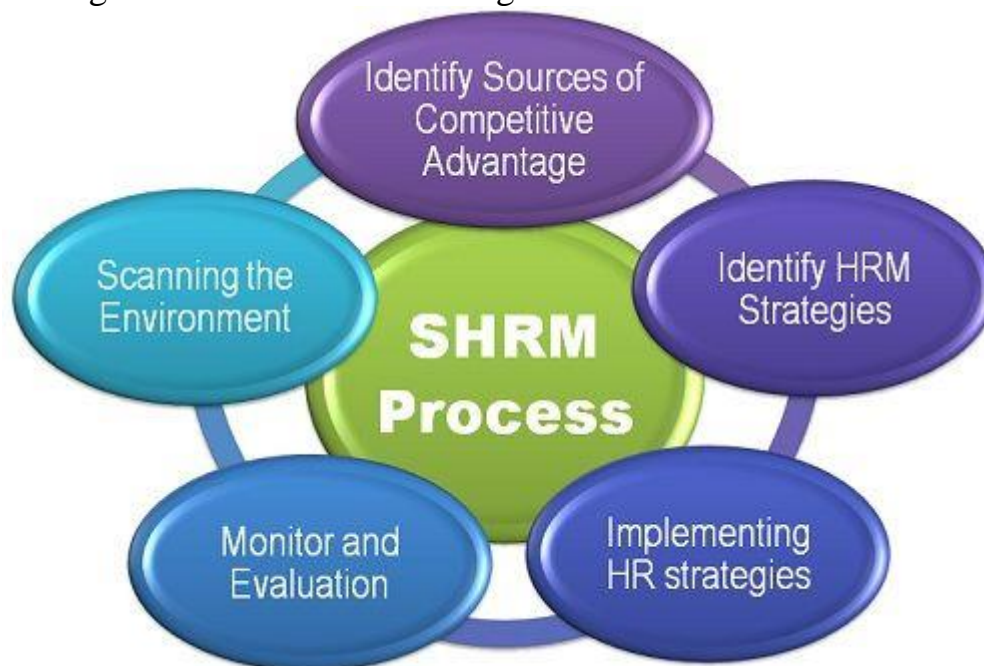 Identify Sources of
Competitive
Advantage
Scanning the
Environment
Identify HRM
Strategies
SHRM
Process
Monitor and
Evaluation
Implementing
HR strategies